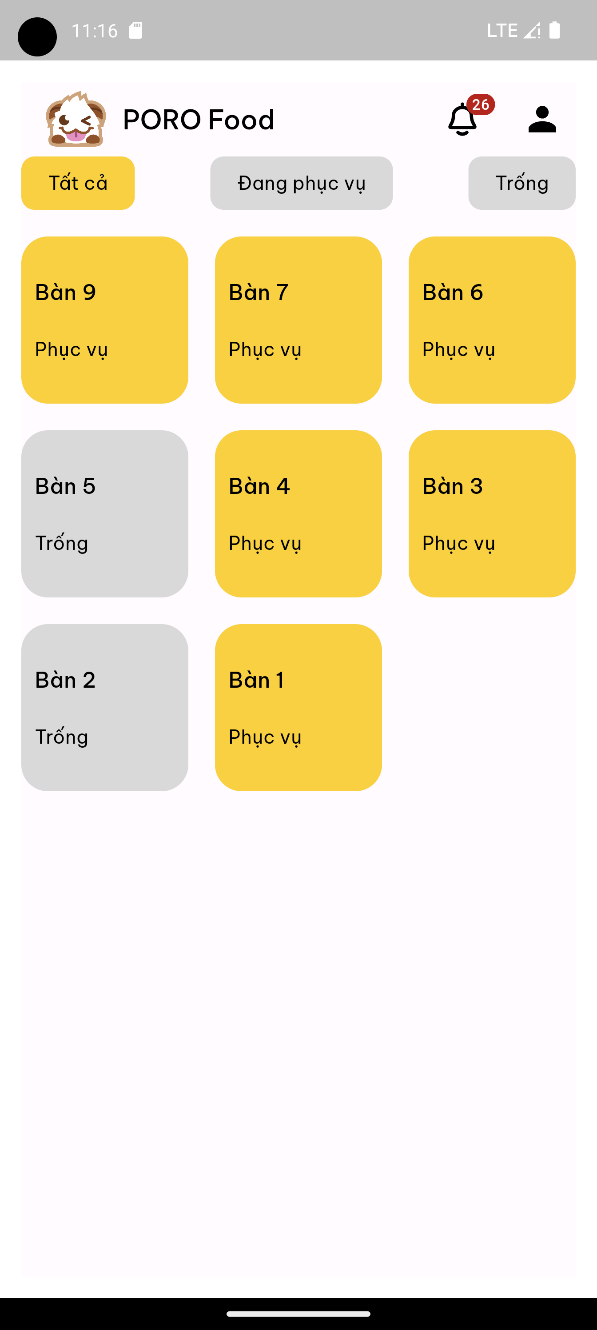 11:16 LTE
PORO Food 26
Tất cả Đang phục vụ Trống
Bàn 9 Bàn 7 Bàn 6
Phục vụ Phục vụ Phục vụ
Bàn 5 Bàn 4 Bàn 3
Trống Phục vụ Phục vụ
Bàn 2 Bàn 1
Trống Phục vụ